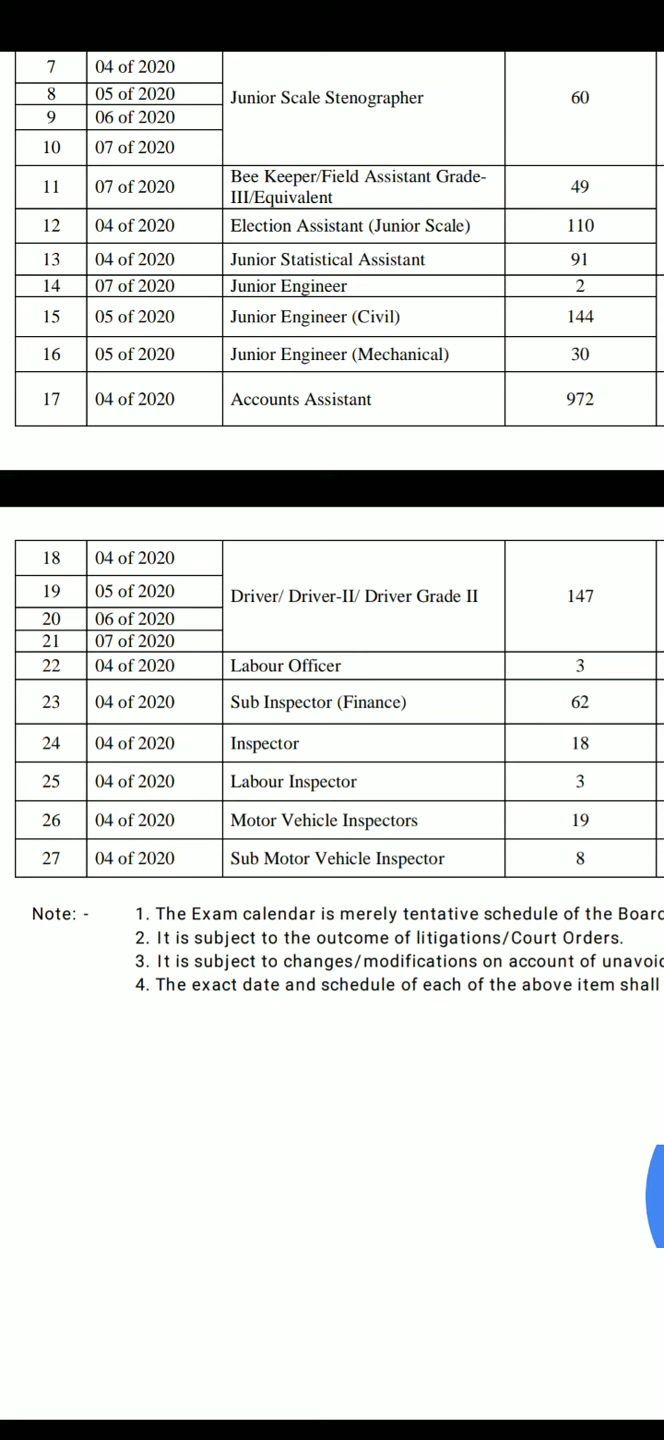 7 04 of 2020
8 05 of 2020 Junior Scale Stenographer 60
9 06 of 2020
10 07 of 2020
11 07 of 2020 Bee Keeper/Field Assistant Grade-
III/Equivalent 49
12 04 of 2020 Election Assistant (Junior Scale) 110
13 04 of 2020 Junior Statistical Assistant 91
14 07 of 2020 Junior Engineer 2
15 05 of 2020 Junior Engineer (Civil) 144
16 05 of 2020 Junior Engineer (Mechanical) 30
17 04 of 2020 Accounts Assistant 972
18 04 of 2020
19 05 of 2020 Driver/ Driver-II/ Driver Grade II 147
20 06 of 2020
21 07 of 2020
22 04 of 2020 Labour Officer 3
23 04 of 2020 Sub Inspector (Finance) 62
24 04 of 2020 Inspector 18
25 04 of 2020 Labour Inspector 3
26 04 of 2020 Motor Vehicle Inspectors 19
27 04 of 2020 Sub Motor Vehicle Inspector 8
Note: - 1. The Exam calendar is merely tentative schedule of the Board
2. It is subject to the outcome of litigations/Court Orders.
3. It is subject to changes/modifications on account of
4. The exact date and schedule of each of the above item shall